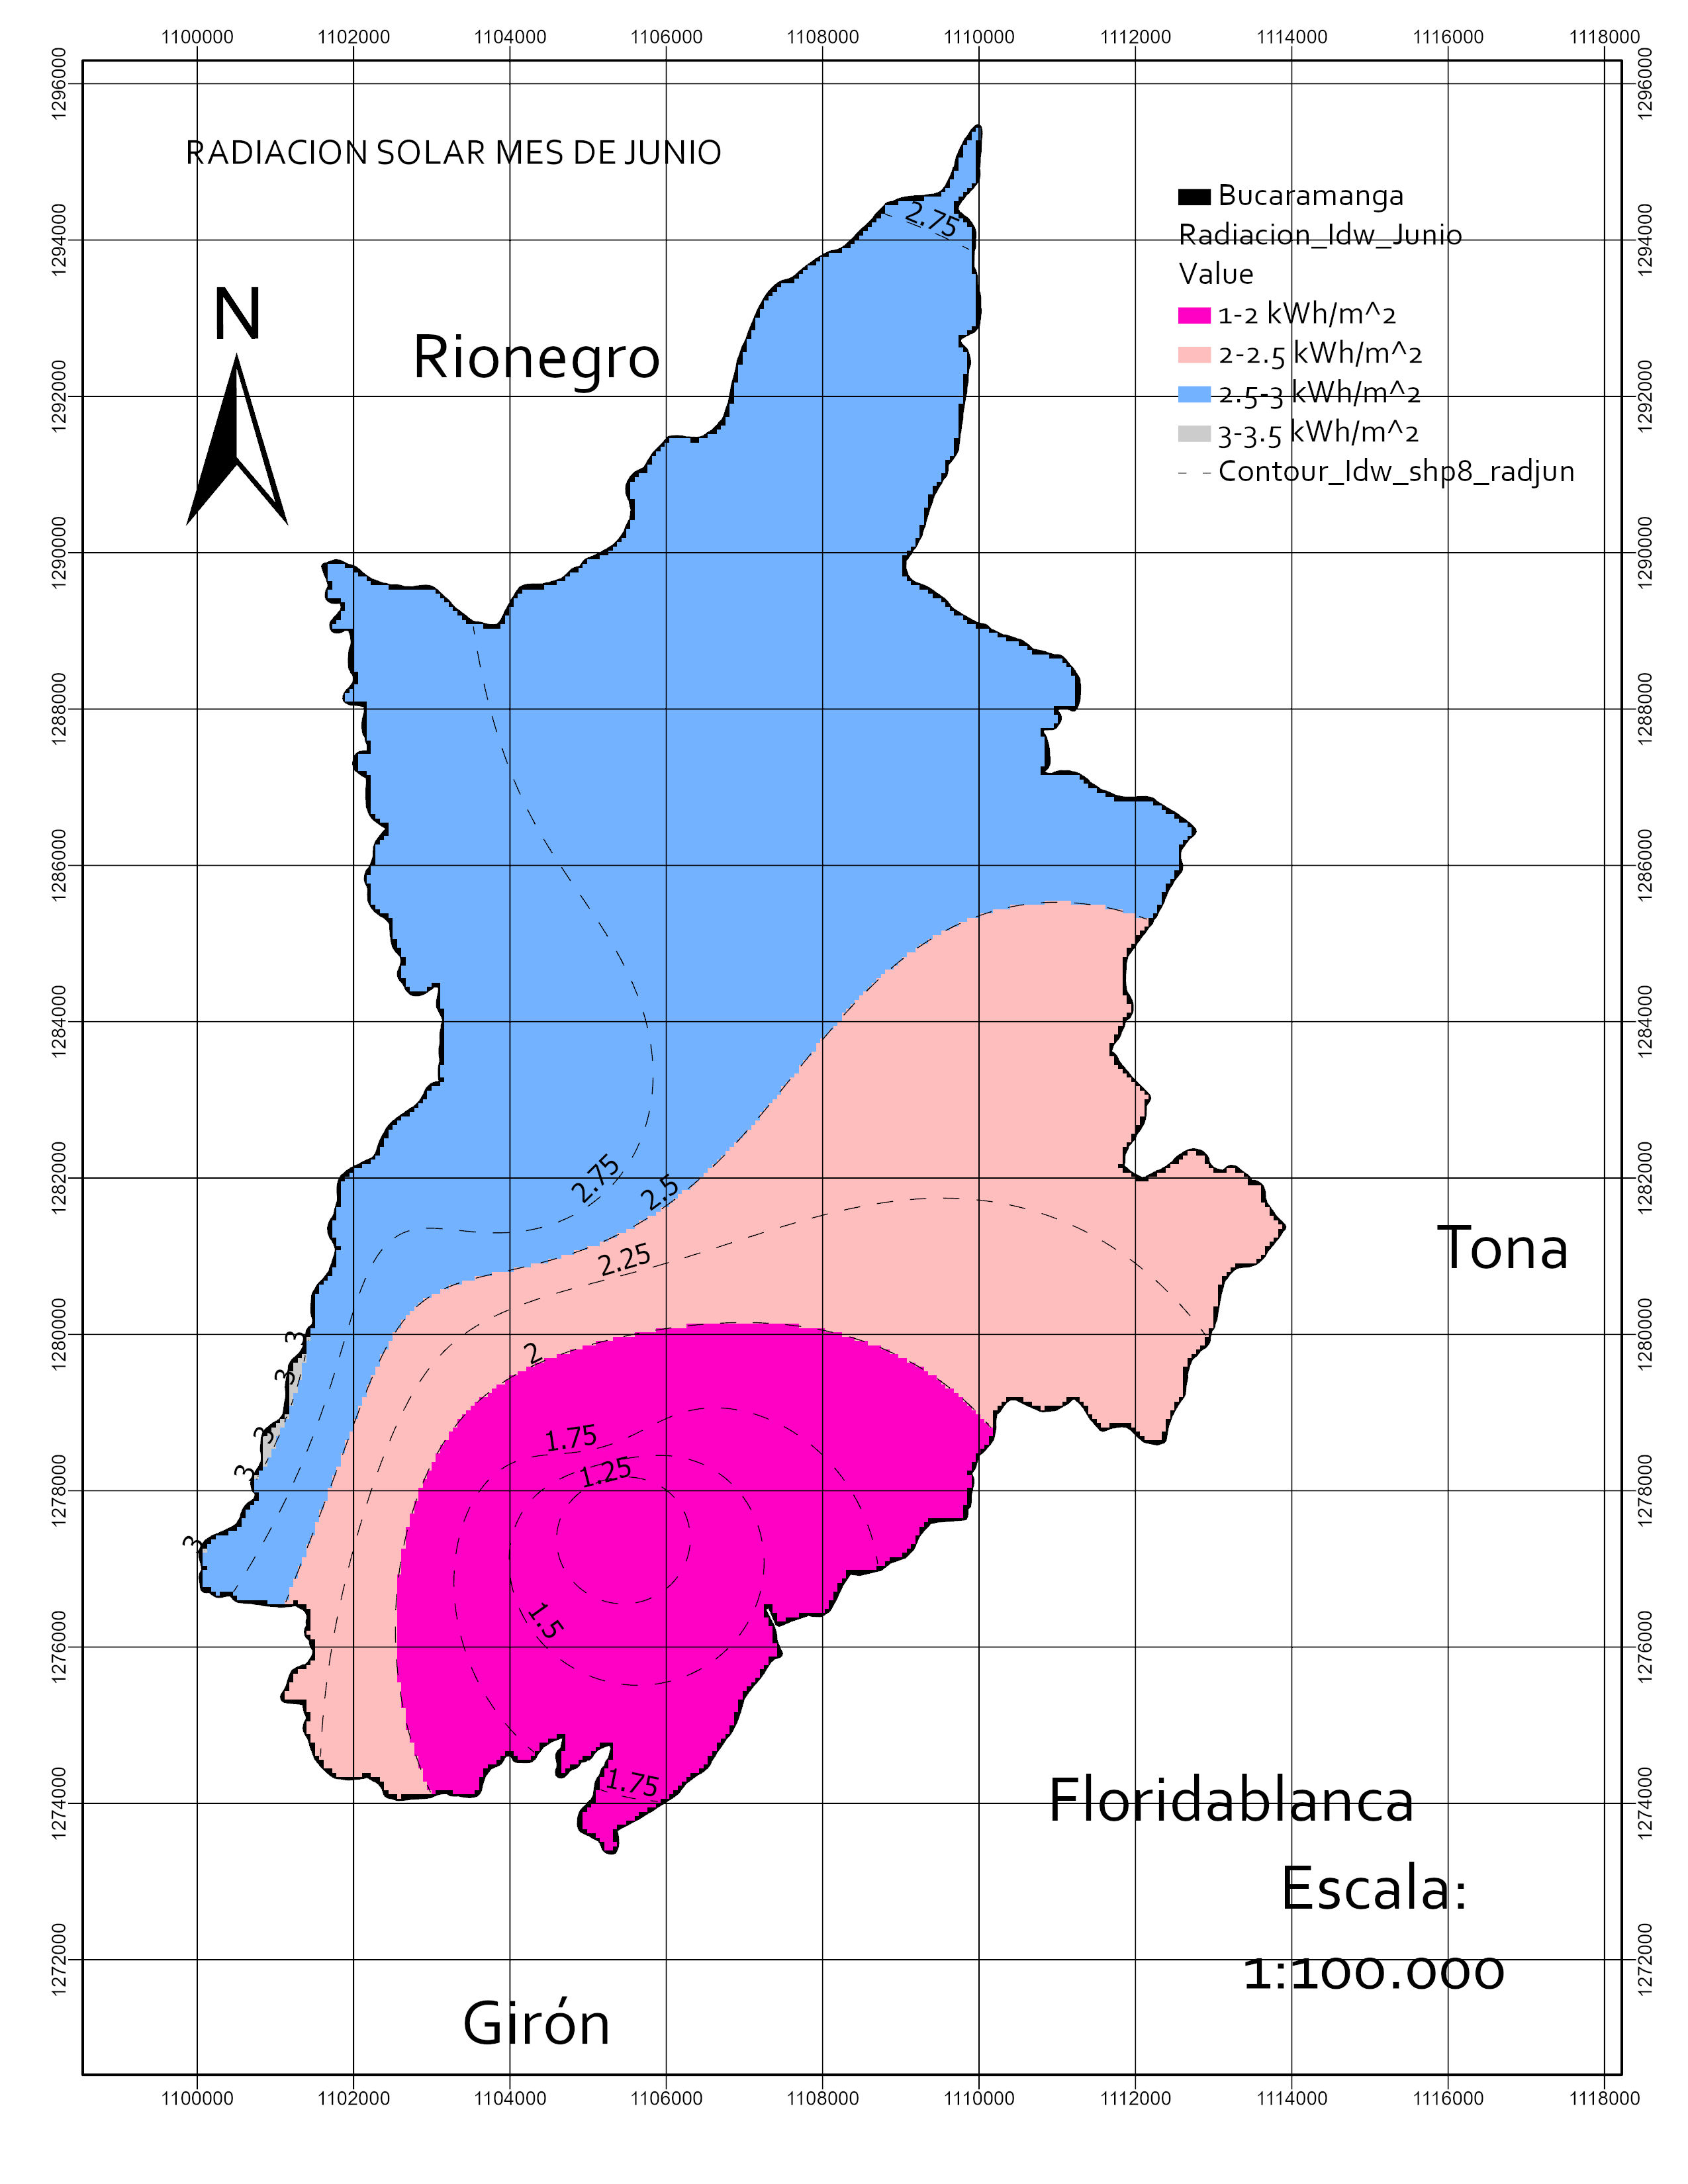 1100000 1102000 1104000 1106000 1108000 1110000 1112000 1114000 1116000 1118000
1296000
1296000
RADIACION SOLAR MES DE JUNIO
Bucaramanga
Radiacion_Idw_Junio
Value
1-2 kWh/m^2
2-2.5 kWh/m^2
2.5-3 kWh/m^2
3-3.5 kWh/m^2
Contour_Idw_shp8_radjun
2.75
1294000
1294000
N
Rionegro
1292000
1292000
1290000
1290000
1288000
1288000
1286000
1286000
1284000
1284000
1282000
1282000
2.75
2.5
2.25
Tona
1280000
1280000
3
2
3
3
1.75
3
1.25
1278000
1278000
3
1.5
1276000
1276000
1.75
1274000
1274000
Floridablanca
Escala:
1:100.000
1272000
1272000
Girón
1100000 1102000 1104000 1106000 1108000 1110000 1112000 1114000 1116000 1118000